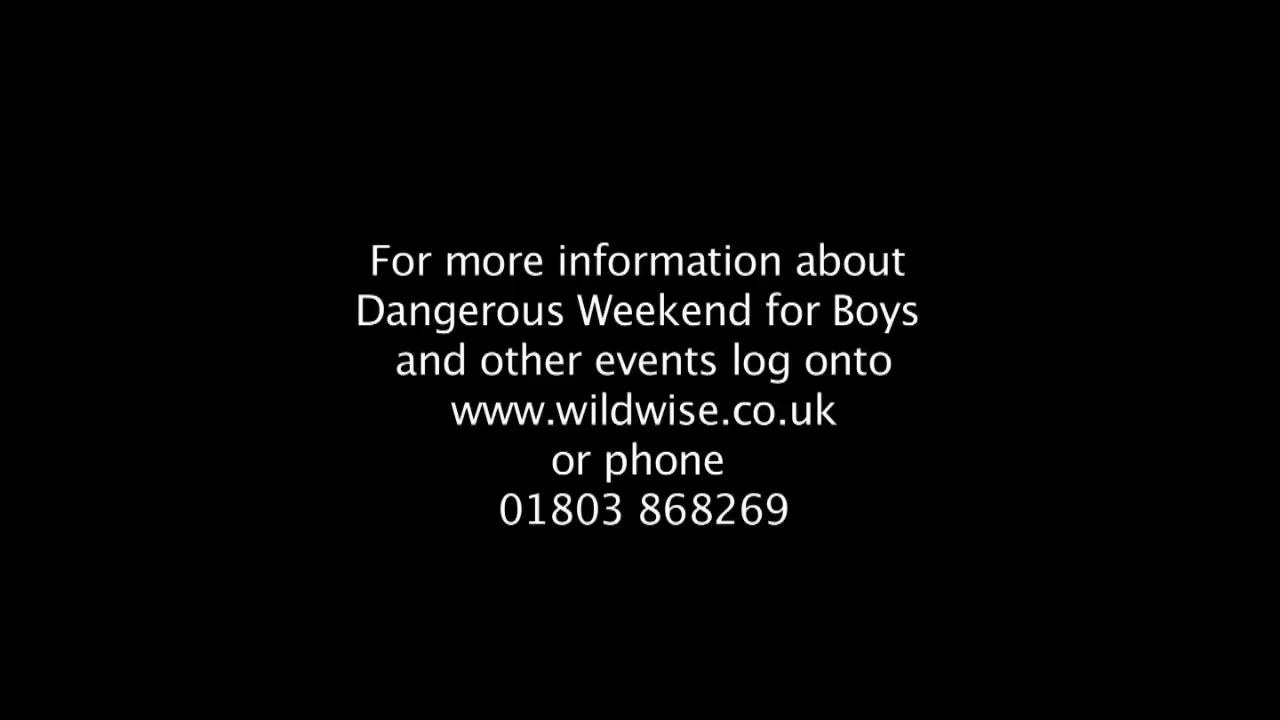 For more information about
Dangerous Weekend for Boys
and other events log onto
www.wildwise.co.uk
or phone
01803 868269